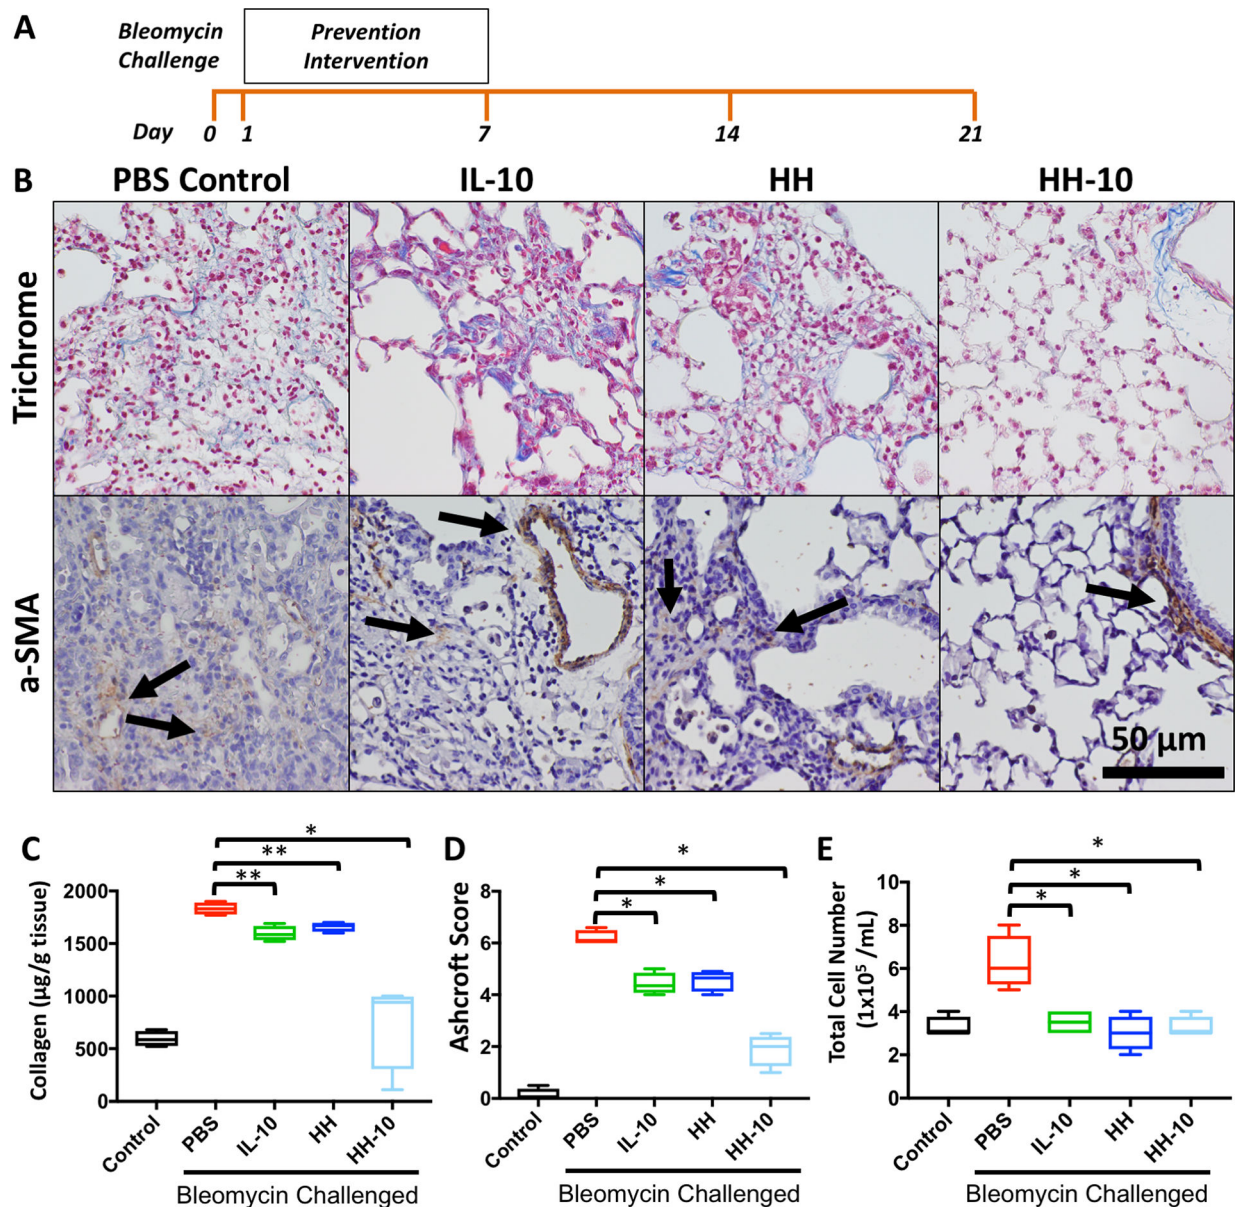 A
Bleomycin
Challenge
Prevention
Intervention
Day 0 1 7 14 21
B
PBS Control IL-10 HH HH-10
Trichrome
a-SMA
50 µm
C
*
**
**
Collagen (µg/g tissue)
2000
1500
1000
500
0
Control PBS IL-10 HH HH-10
Bleomycin Challenged
D
*
*
*
Ashcroft Score
8
6
4
2
0
Control PBS IL-10 HH HH-10
Bleomycin Challenged
E
*
*
*
Total Cell Number
(1x10⁵ /mL)
10
8
6
4
2
0
Control PBS IL-10 HH HH-10
Bleomycin Challenged